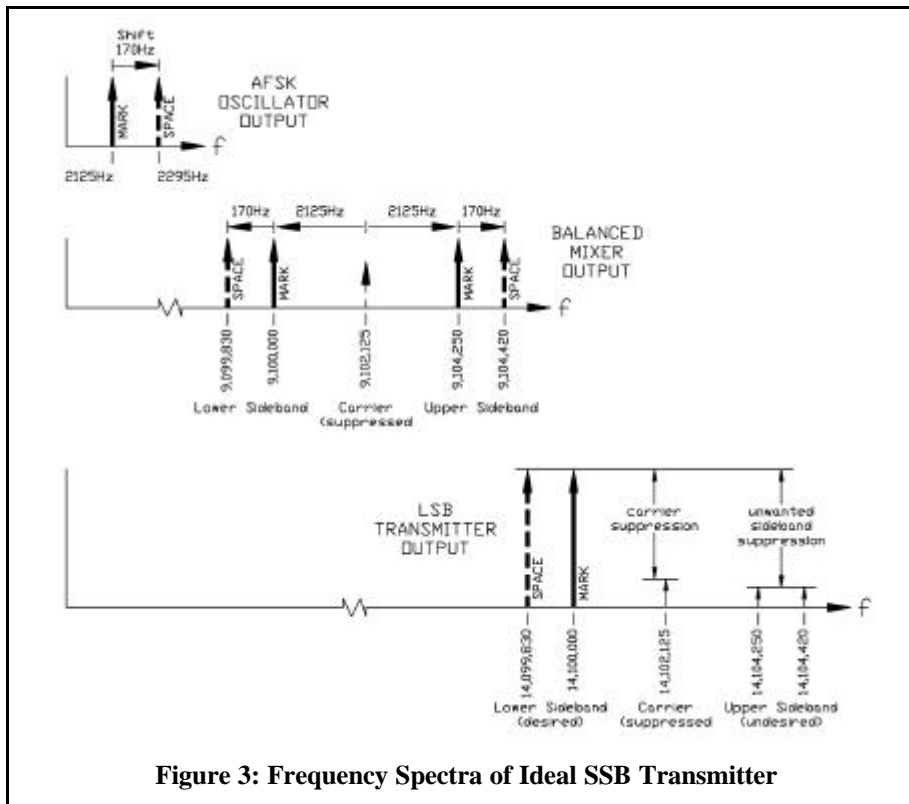 Shift
170Hz
AFSK
OSCILLATOR
OUTPUT
MARK
SPACE
f
2125Hz
2295Hz
170Hz
2125Hz
2125Hz
170Hz
BALANCED
MIXER
OUTPUT
SPACE
MARK
MARK
SPACE
f
9,099,830
9,100,000
9,102,125
9,104,250
9,104,420
Lower Sideband
Carrier
(suppressed
Upper Sideband
LSB
TRANSMITTER
OUTPUT
SPACE
MARK
carrier
suppression
unwanted
sideband
suppression
f
14,099,830
14,100,000
14,102,125
14,104,250
14,104,420
Lower Sideband
(desired)
Carrier
(suppressed
Upper Sideband
(undesired)
Figure 3: Frequency Spectra of Ideal SSB Transmitter